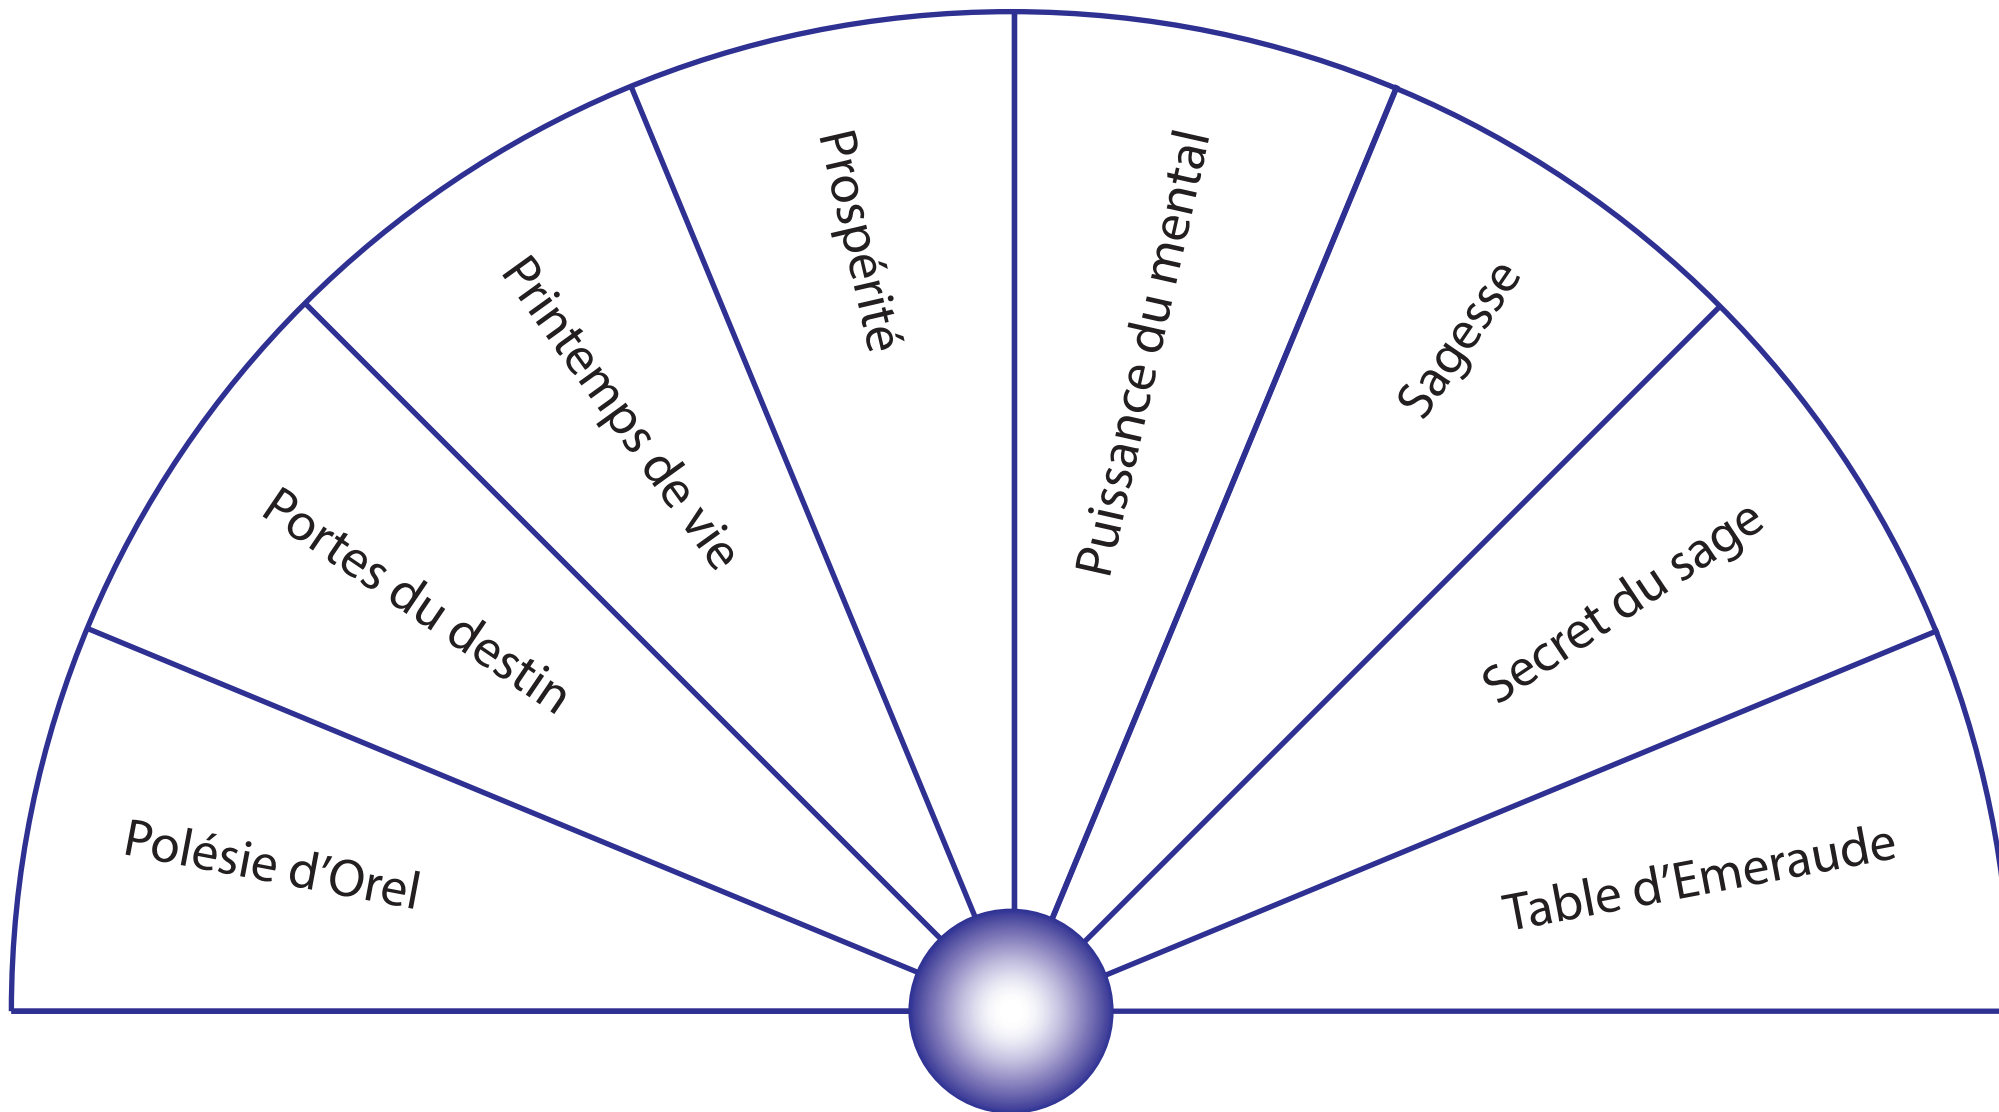 Polésie d’Orel
Portes du destin
Printemps de vie
Prospérité
Puissance du mental
Sagesse
Secret du sage
Table d’Emeraude